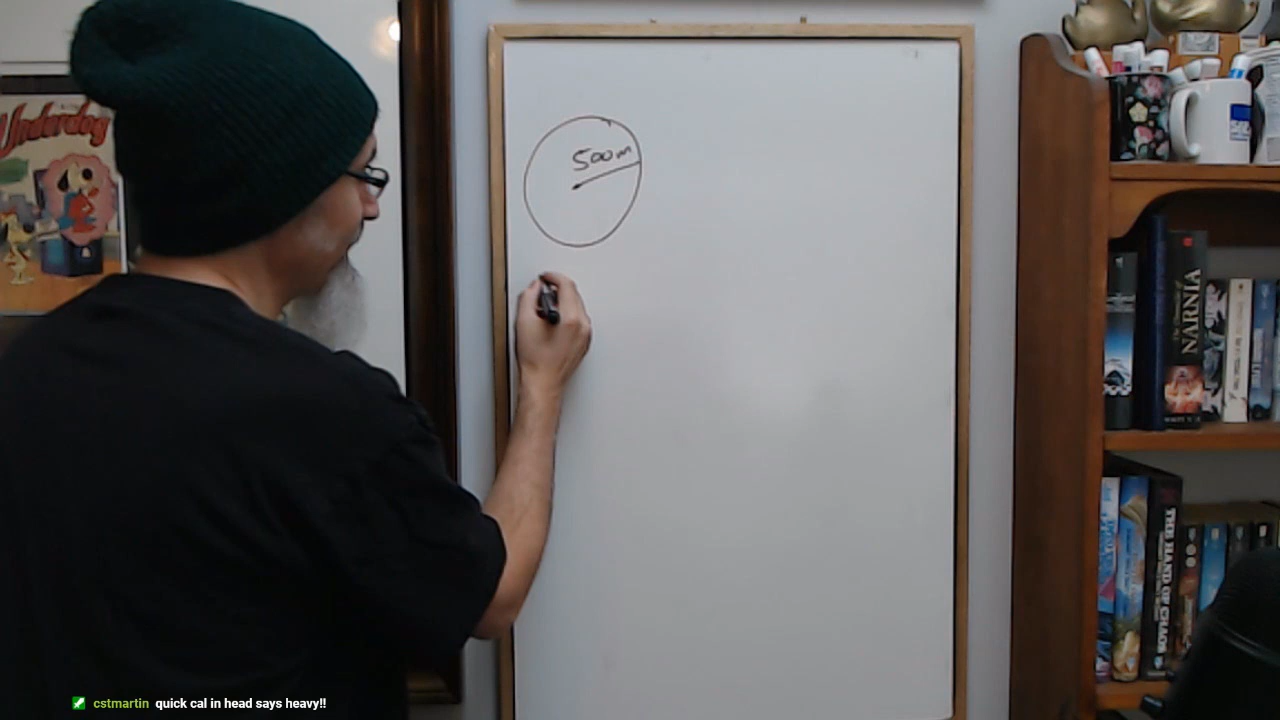 Underdog
500m
NARNIA
THE HAND OF CHAOS
cstmartin quick cal in head says heavy!!